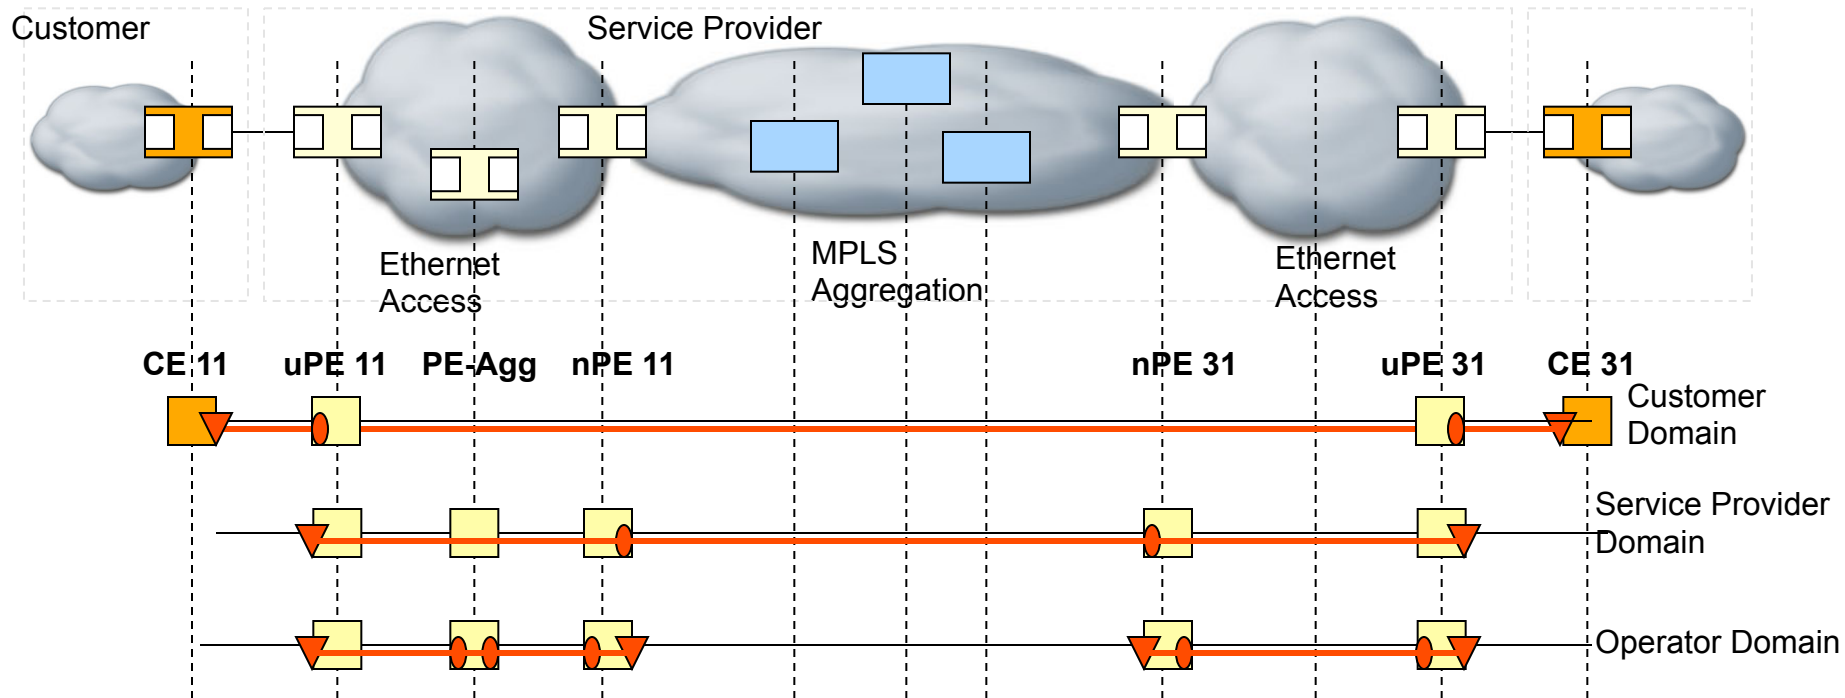 Customer
Service Provider
Ethernet
Access
MPLS
Aggregation
Ethernet
Access
CE 11
uPE 11
PE-Agg
nPE 11
nPE 31
uPE 31
CE 31
Customer
Domain
Service Provider
Domain
Operator Domain